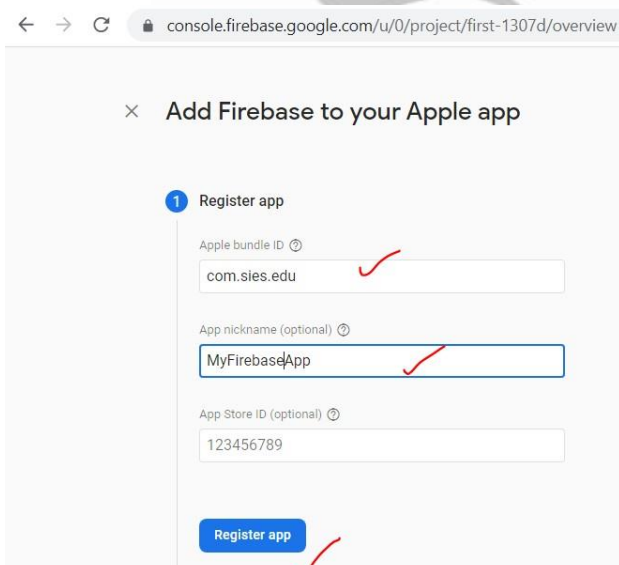 console.firebase.google.com/u/0/project/first-1307d/overview
Add Firebase to your Apple app
1 Register app
Apple bundle ID
com.sies.edu
App nickname (optional)
MyFirebaseApp
App Store ID (optional)
123456789
Register app